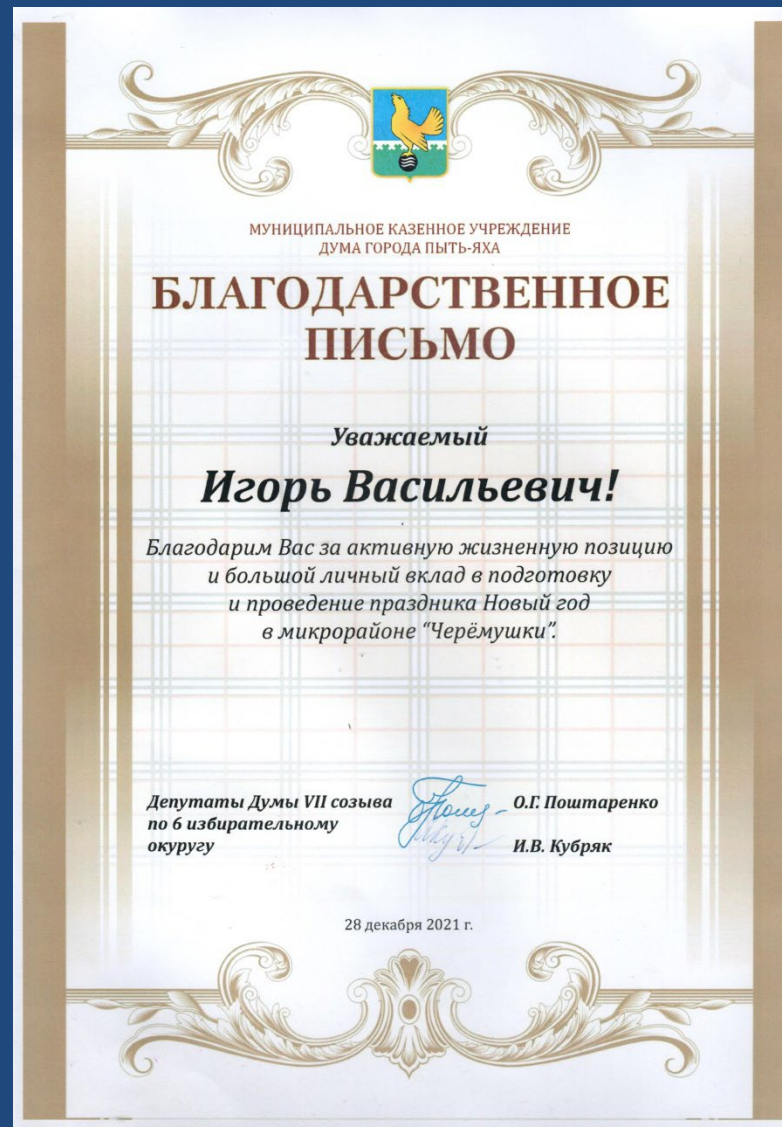 МУНИЦИПАЛЬНОЕ КАЗЕННОЕ УЧРЕЖДЕНИЕ
ДУМА ГОРОДА ПЫТЬ-ЯХА
БЛАГОДАРСТВЕННОЕ
ПИСЬМО
Уважаемый
Игорь Васильевич!
Благодарим Вас за активную жизненную позицию
и большой личный вклад в подготовку
и проведение праздника Новый год
в микрорайоне “Черёмушки”.
Депутаты Думы VII созыва
по 6 избирательному
окуругу
О.Г. Поштаренко
И.В. Кубряк
28 декабря 2021 г.